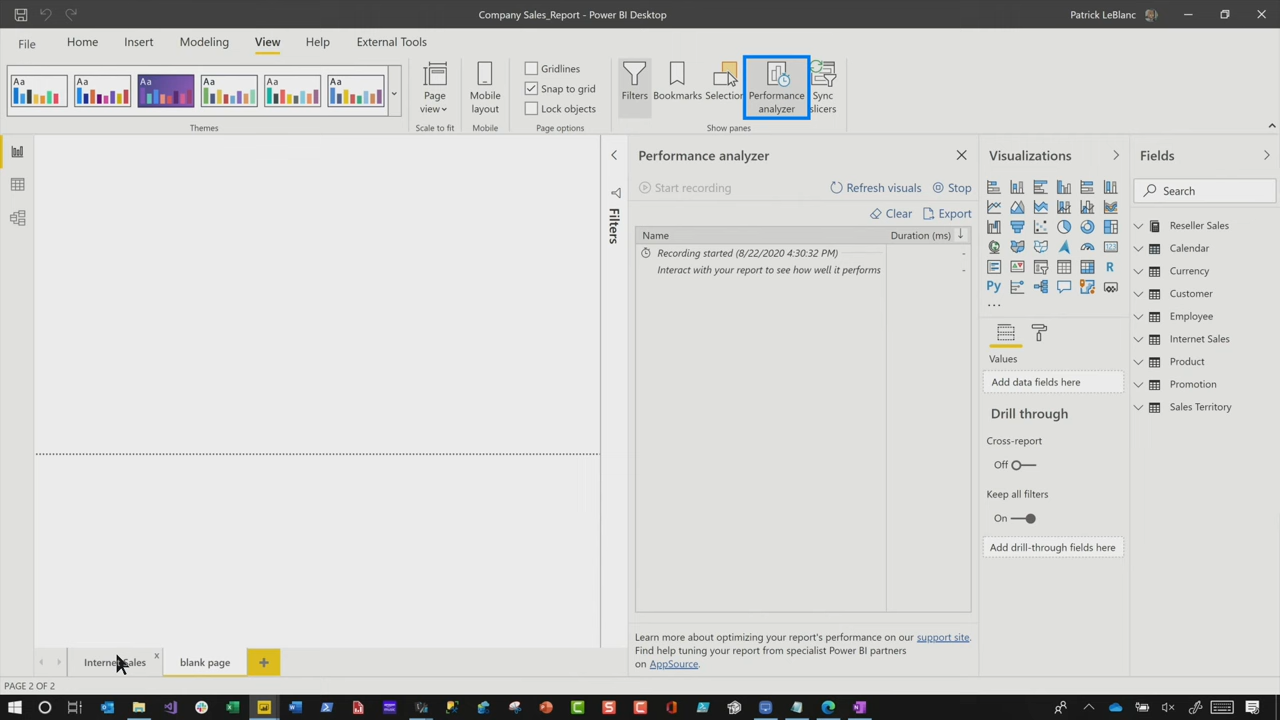 Company Sales_Report - Power BI Desktop
Patrick LeBlanc
File
Home
Insert
Modeling
View
Help
External Tools
Aa
Aa
Aa
Aa
Aa
Aa
Themes
Page
view
Scale to fit
Mobile
layout
Mobile
Gridlines
Snap to grid
Lock objects
Page options
Filters
Bookmarks
Selection
Performance
analyzer
Sync
slicers
Show panes
Filters
Performance analyzer
Start recording
Refresh visuals
Stop
Clear
Export
Name
Duration (ms)
Recording started (8/22/2020 4:30:32 PM)
-
Interact with your report to see how well it performs
-
Learn more about optimizing your report's performance on our support site.
Find help tuning your report from specialist Power BI partners
on AppSource.
Visualizations
R
Py
...
Values
Add data fields here
Drill through
Cross-report
Off
Keep all filters
On
Add drill-through fields here
Fields
Search
Reseller Sales
Calendar
Currency
Customer
Employee
Internet Sales
Product
Promotion
Sales Territory
Internet Sales
blank page
PAGE 2 OF 2